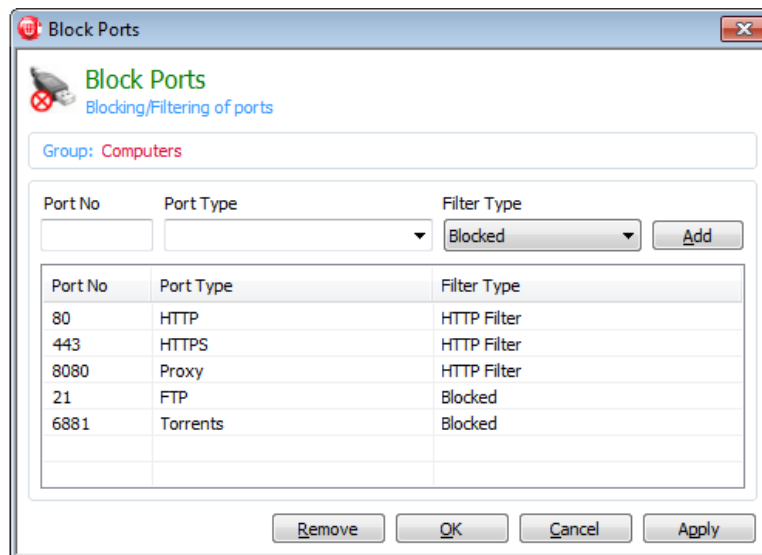 Block Ports
Block Ports
Blocking/Filtering of ports
Group: Computers
Port No Port Type Filter Type
Blocked Add
Port No Port Type Filter Type
80 HTTP HTTP Filter
443 HTTPS HTTP Filter
8080 Proxy HTTP Filter
21 FTP Blocked
6881 Torrents Blocked
Remove OK Cancel Apply